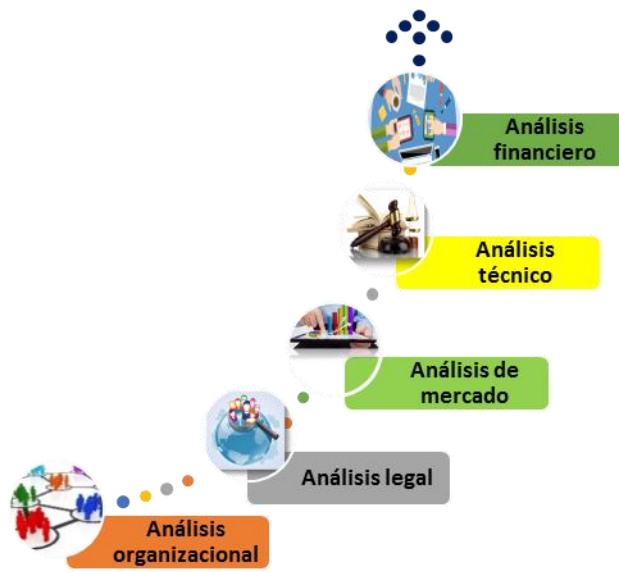 Análisis
financiero
Análisis
técnico
Análisis de
mercado
Análisis legal
Análisis
organizacional